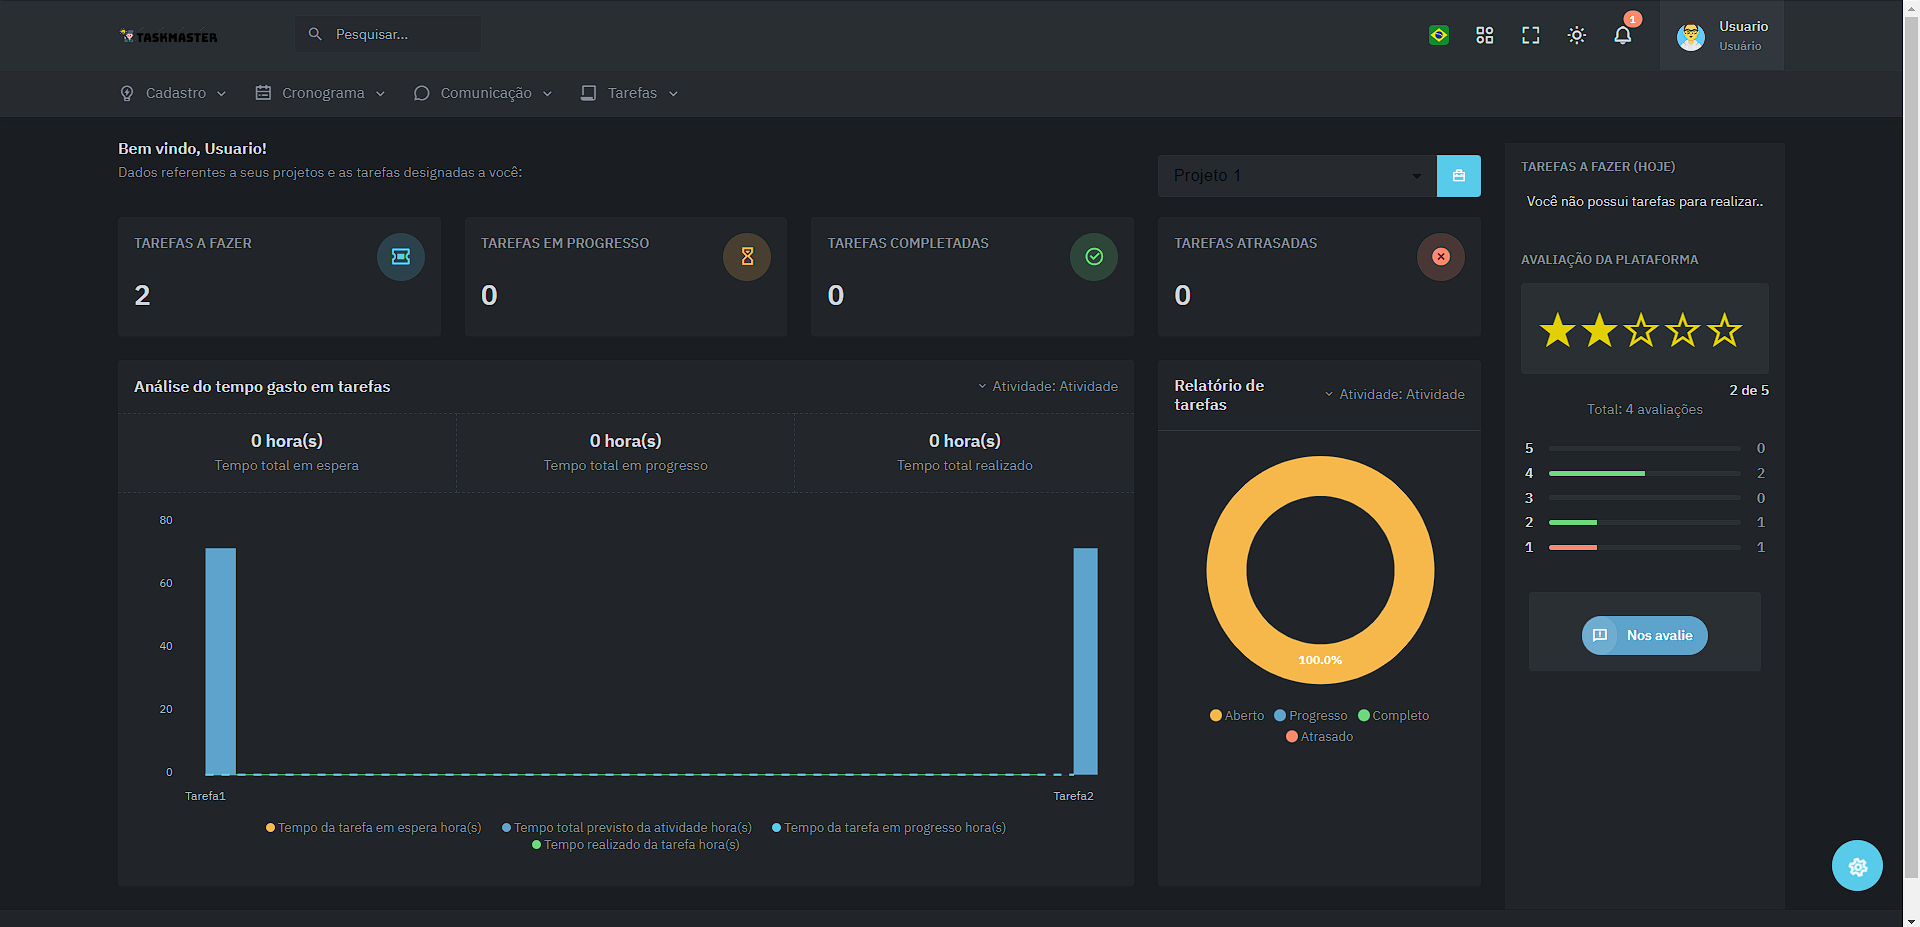 TASKMASTER
Pesquisar...
1
Usuario
Usuário
Cadastro
Cronograma
Comunicação
Tarefas
Bem vindo, Usuario!
Dados referentes a seus projetos e as tarefas designadas a você:
Projeto 1
TAREFAS A FAZER
2
TAREFAS EM PROGRESSO
0
TAREFAS COMPLETADAS
0
TAREFAS ATRASADAS
0
Análise do tempo gasto em tarefas
Atividade: Atividade
0 hora(s)
Tempo total em espera
0 hora(s)
Tempo total em progresso
0 hora(s)
Tempo total realizado
80
60
40
20
0
Tarefa1
Tarefa2
Tempo da tarefa em espera hora(s)
Tempo total previsto da atividade hora(s)
Tempo da tarefa em progresso hora(s)
Tempo realizado da tarefa hora(s)
Relatório de
tarefas
Atividade: Atividade
100.0%
Aberto
Progresso
Completo
Atrasado
TAREFAS A FAZER (HOJE)
Você não possui tarefas para realizar..
AVALIAÇÃO DA PLATAFORMA
2 de 5
Total: 4 avaliações
5 0
4 2
3 0
2 1
1 1
Nos avalie